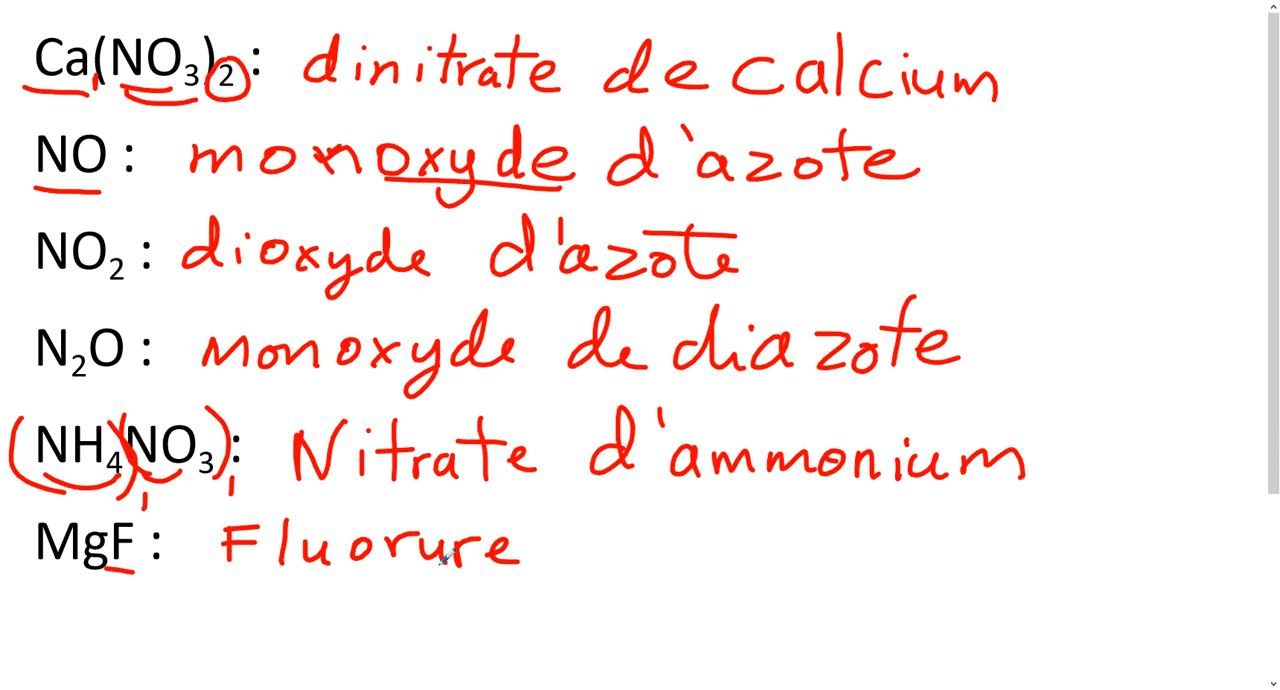 Ca(NO₃)₂ : dinitrate de calcium
NO : monoxyde d'azote
NO₂ : dioxyde d'azote
N₂O : monoxyde de diazote
(NH₄)(NO₃) : Nitrate d'ammonium
MgF : Fluorure